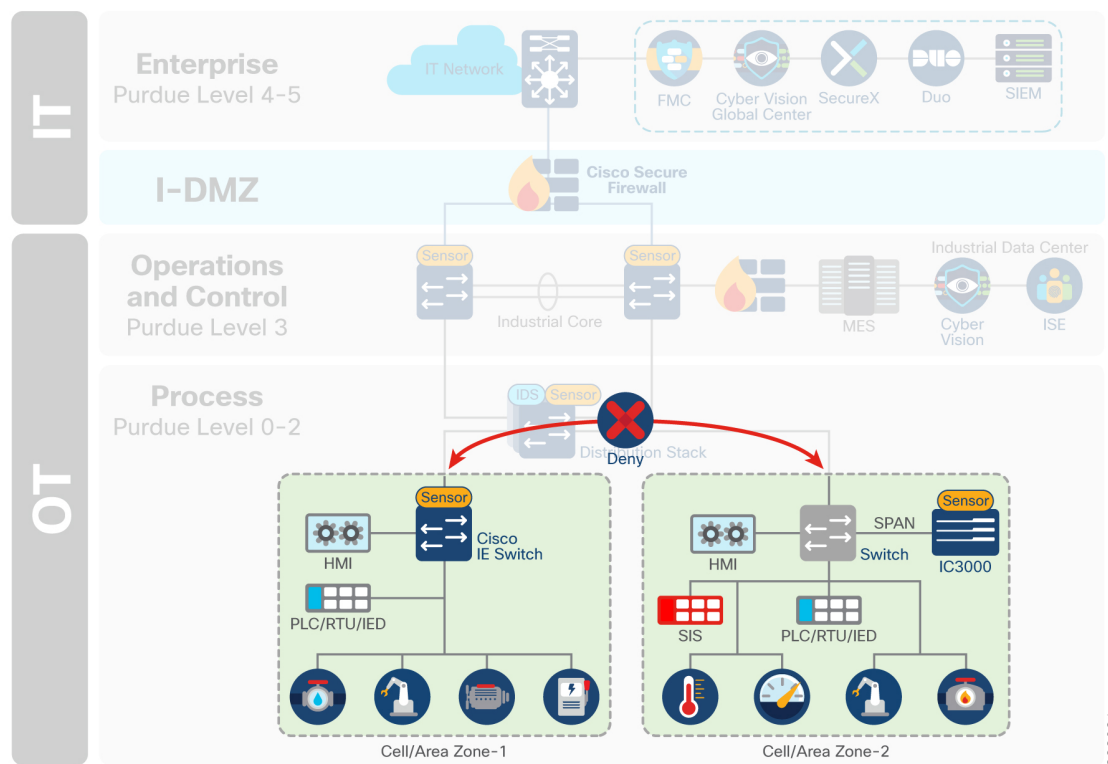 IT
Enterprise
Purdue Level 4-5
IT Network
FMC
Cyber Vision
Global Center
SecureX
Duo
SIEM
I-DMZ
Cisco Secure
Firewall
OT
Operations
and Control
Purdue Level 3
Sensor
Sensor
Industrial Core
Industrial Data Center
MES
Cyber
Vision
ISE
Process
Purdue Level 0-2
IDS
Sensor
Distribution Stack
Deny
Sensor
HMI
Cisco
IE Switch
PLC/RTU/IED
Cell/Area Zone-1
Sensor
SPAN
HMI
Switch
IC3000
SIS
PLC/RTU/IED
Cell/Area Zone-2